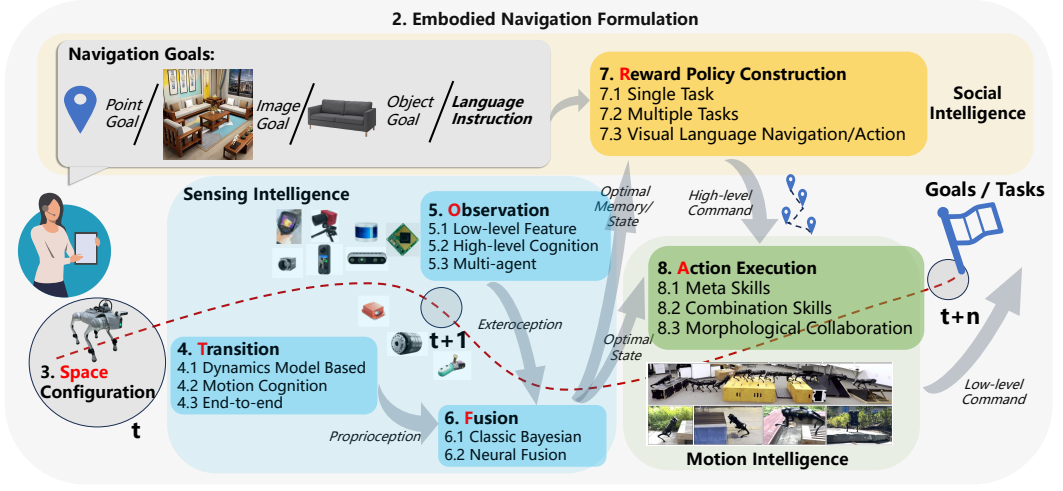 2. Embodied Navigation Formulation
Navigation Goals:
Point
Goal
Image
Goal
Object
Goal
Language
Instruction
7. Reward Policy Construction
7.1 Single Task
7.2 Multiple Tasks
7.3 Visual Language Navigation/Action
Social
Intelligence
Sensing Intelligence
5. Observation
5.1 Low-level Feature
5.2 High-level Cognition
5.3 Multi-agent
Optimal
Memory/
State
High-level
Command
Goals / Tasks
8. Action Execution
8.1 Meta Skills
8.2 Combination Skills
8.3 Morphological Collaboration
t+n
t+1
Exteroception
Optimal
State
3. Space
Configuration
t
4. Transition
4.1 Dynamics Model Based
4.2 Motion Cognition
4.3 End-to-end
Proprioception
6. Fusion
6.1 Classic Bayesian
6.2 Neural Fusion
Low-level
Command
Motion Intelligence